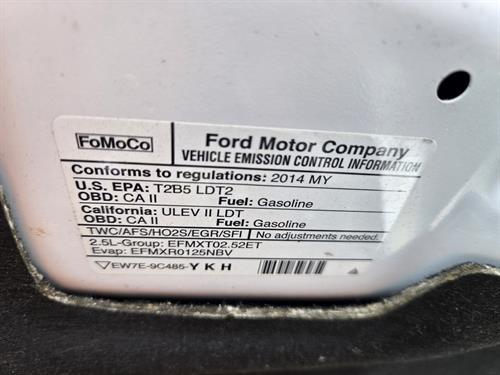 FoMoCo
Ford Motor Company
VEHICLE EMISSION CONTROL INFORMATION
Conforms to regulations: 2014 MY
U.S. EPA: T2B5 LDT2
OBD: CA II Fuel: Gasoline
California: ULEV II LDT
OBD: CA II Fuel: Gasoline
TWC/AFS/HO2S/EGR/SFI No adjustments needed.
2.5L-Group: EFMXT02.52ET
Evap: EFMXR0125NBV
EW7E-9C485-YKH